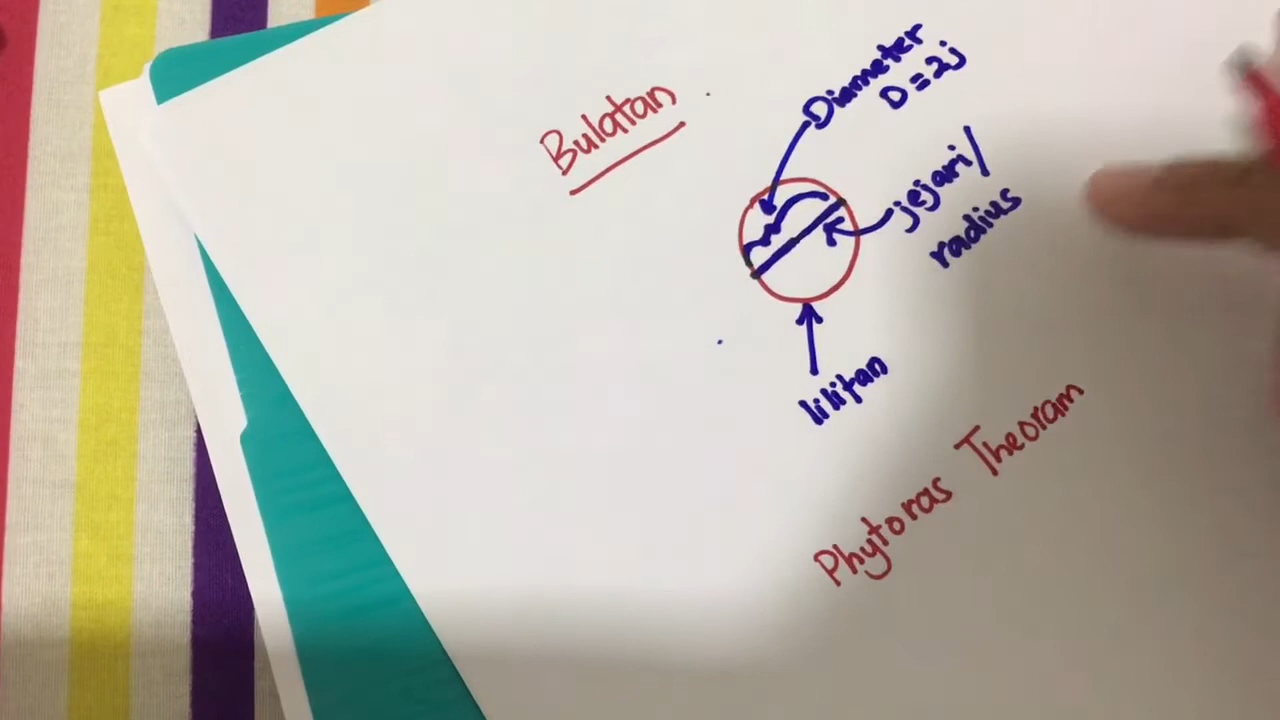 Bulatan
Diameter
D = 2j
jejari/
radius
lilitan
Phytoras Theoram